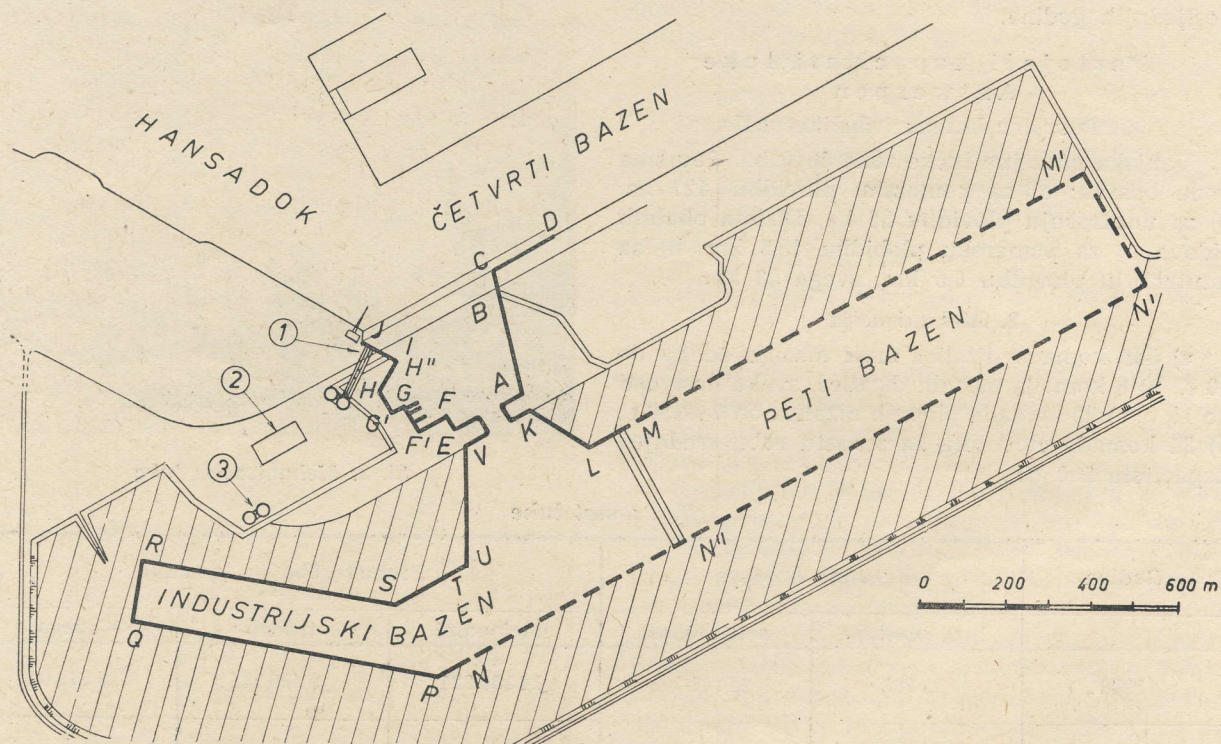 HANSADOK
ČETVRTI BAZEN
D
C
B
M'
J
I
1
H''
H
G
G'
F
F'
E
A
K
V
L
M
PETI BAZEN
N'
2
3
R
S
U
T
N''
INDUSTRIJSKI BAZEN
Q
P
N
0 200 400 600 m